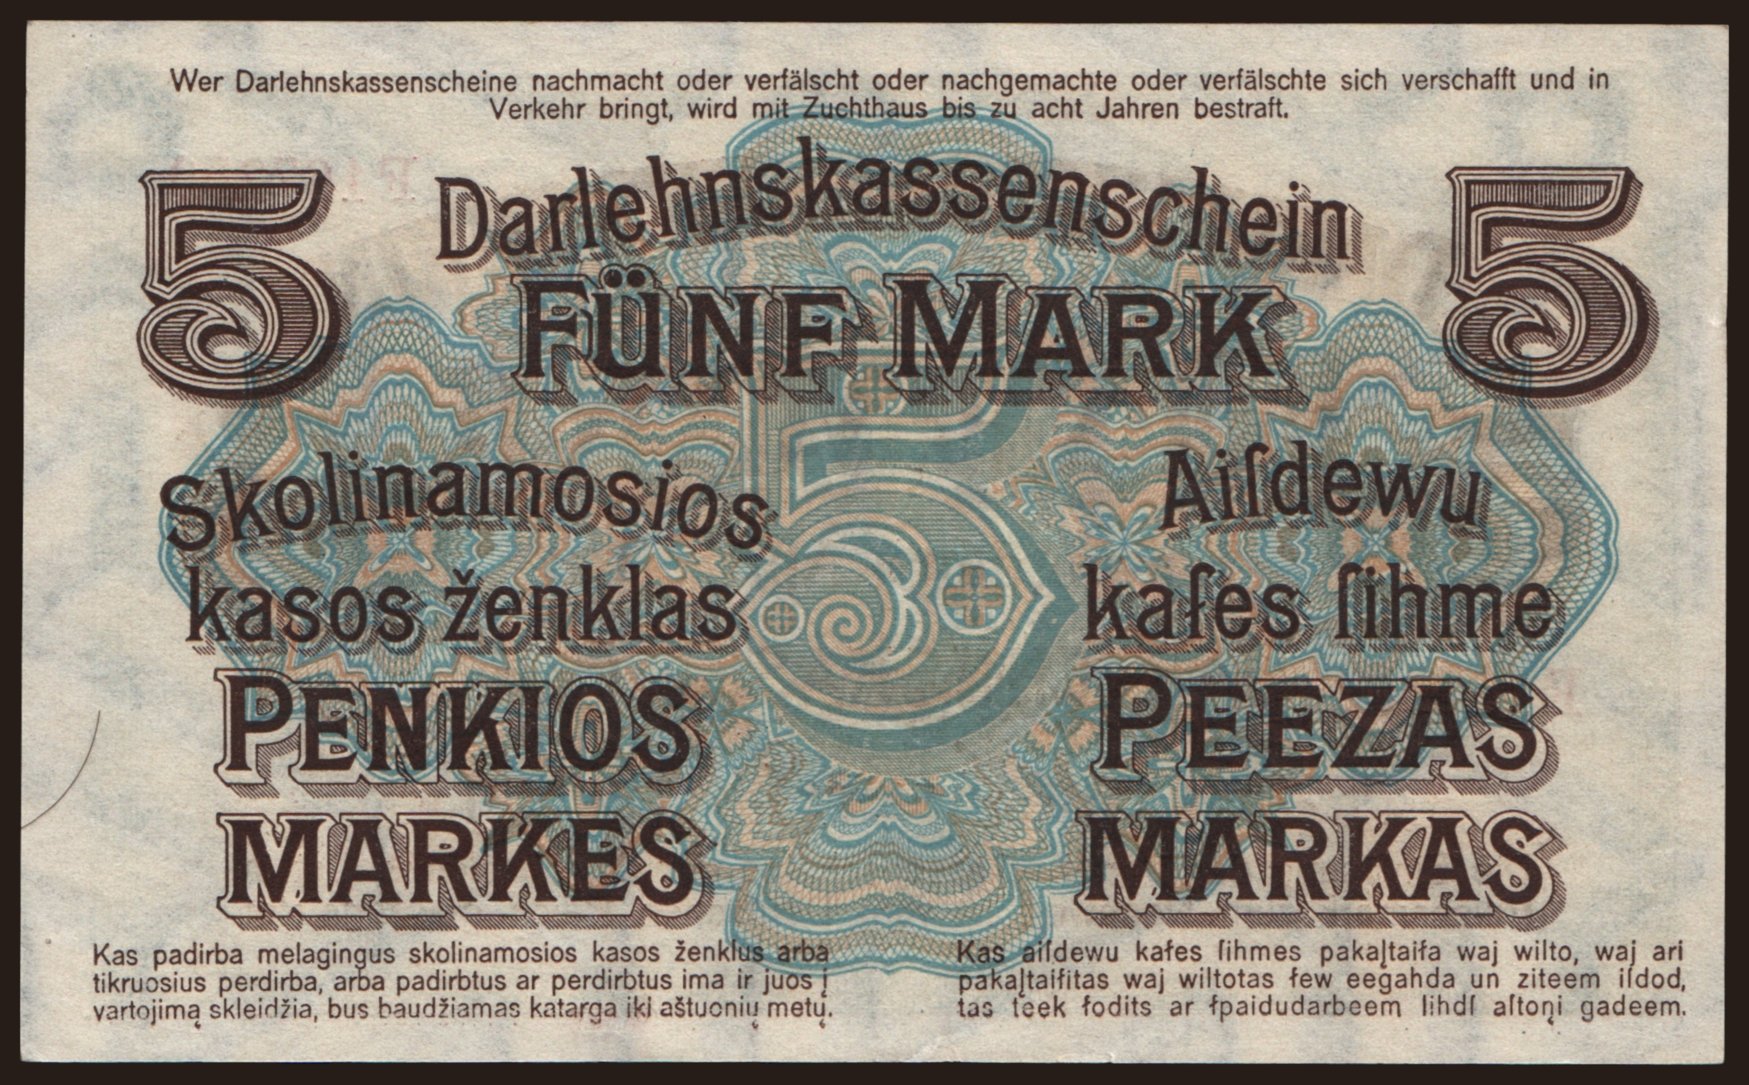 Wer Darlehnskassenscheine nachmacht oder verfälscht oder nachgemachte oder verfälschte sich verschafft und in
Verkehr bringt, wird mit Zuchthaus bis zu acht Jahren bestraft.
5
Darlehnskassenschein
5
FÜNF MARK
5
Skolinamosios
kasos ženklas
PENKIOS
MARKĖS
Aiſdewu
kaſes ſihme
PEEZAS
MARKAS
Kas padirba melagingus skolinamosios kasos ženklus arba
tikruosius perdirba, arba padirbtus ar perdirbtus ima ir juos į
vartojimą skleidžia, bus baudžiamas katarga iki aštuonių metų.
Kas aiſdewu kaſes ſihmes pakaļtaiſa waj wilto, waj ari
pakaļtaiſitas waj wiltotas ſew eegahda un ziteem iſdod,
tas teek ſodits ar ſpaidudarbeem lihdſ aſtoņi gadeem.